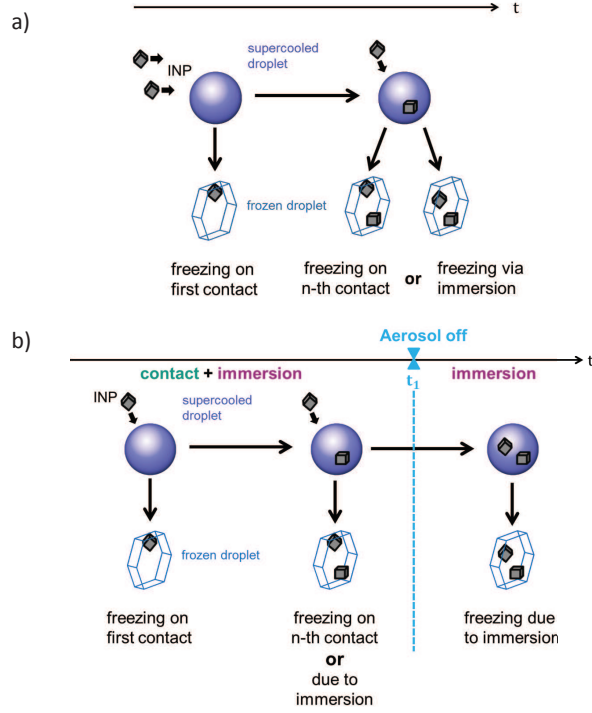 t
a)
INP
supercooled
droplet
frozen droplet
freezing on
first contact
freezing on
n-th contact
or
freezing via
immersion
Aerosol off
b)
t
contact + immersion
t1
immersion
INP
supercooled
droplet
frozen droplet
freezing on
first contact
freezing on
n-th contact
or
due to
immersion
freezing due
to immersion